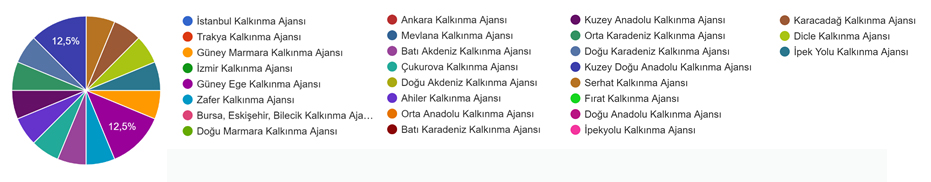 12,5%
12,5%
İstanbul Kalkınma Ajansı
Trakya Kalkınma Ajansı
Güney Marmara Kalkınma Ajansı
İzmir Kalkınma Ajansı
Güney Ege Kalkınma Ajansı
Zafer Kalkınma Ajansı
Bursa, Eskişehir, Bilecik Kalkınma Aja…
Doğu Marmara Kalkınma Ajansı
Ankara Kalkınma Ajansı
Mevlana Kalkınma Ajansı
Batı Akdeniz Kalkınma Ajansı
Çukurova Kalkınma Ajansı
Doğu Akdeniz Kalkınma Ajansı
Ahiler Kalkınma Ajansı
Orta Anadolu Kalkınma Ajansı
Batı Karadeniz Kalkınma Ajansı
Kuzey Anadolu Kalkınma Ajansı
Orta Karadeniz Kalkınma Ajansı
Doğu Karadeniz Kalkınma Ajansı
Kuzey Doğu Anadolu Kalkınma Ajansı
Serhat Kalkınma Ajansı
Fırat Kalkınma Ajansı
Doğu Anadolu Kalkınma Ajansı
İpekyolu Kalkınma Ajansı
Karacadağ Kalkınma Ajansı
Dicle Kalkınma Ajansı
İpek Yolu Kalkınma Ajansı